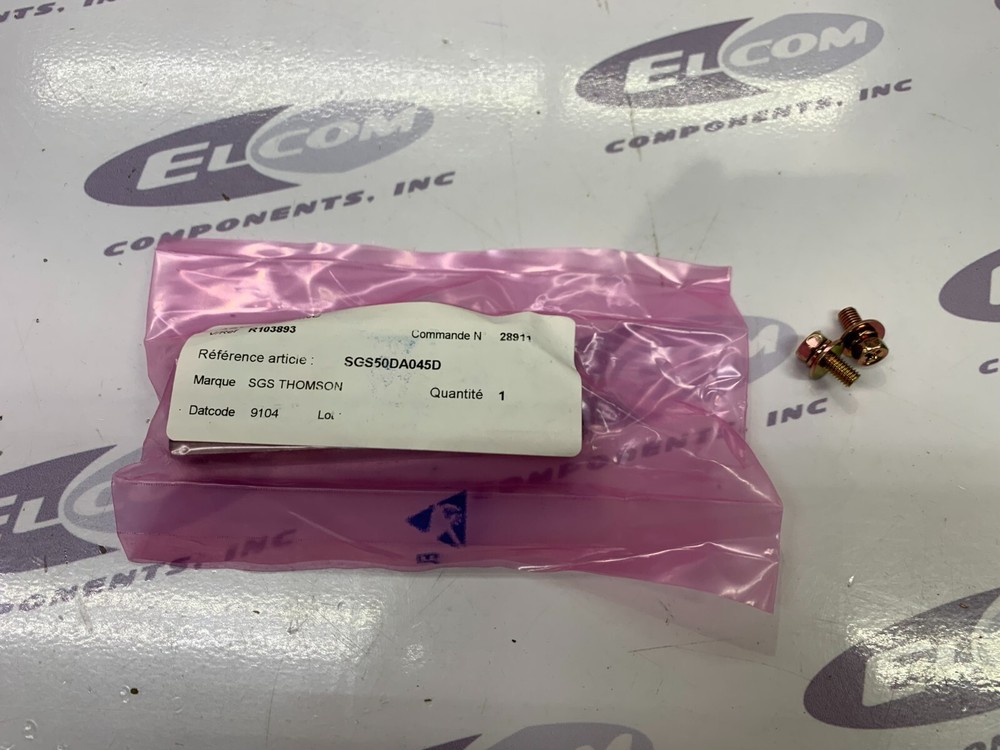 ELCOM
COMPONENTS, INC
ELCOM
COMPONENTS, INC
R103893
Commande N 28911
Référence article : SGS50DA045D
Marque SGS THOMSON
Quantité 1
Datcode 9104 Lot
INC